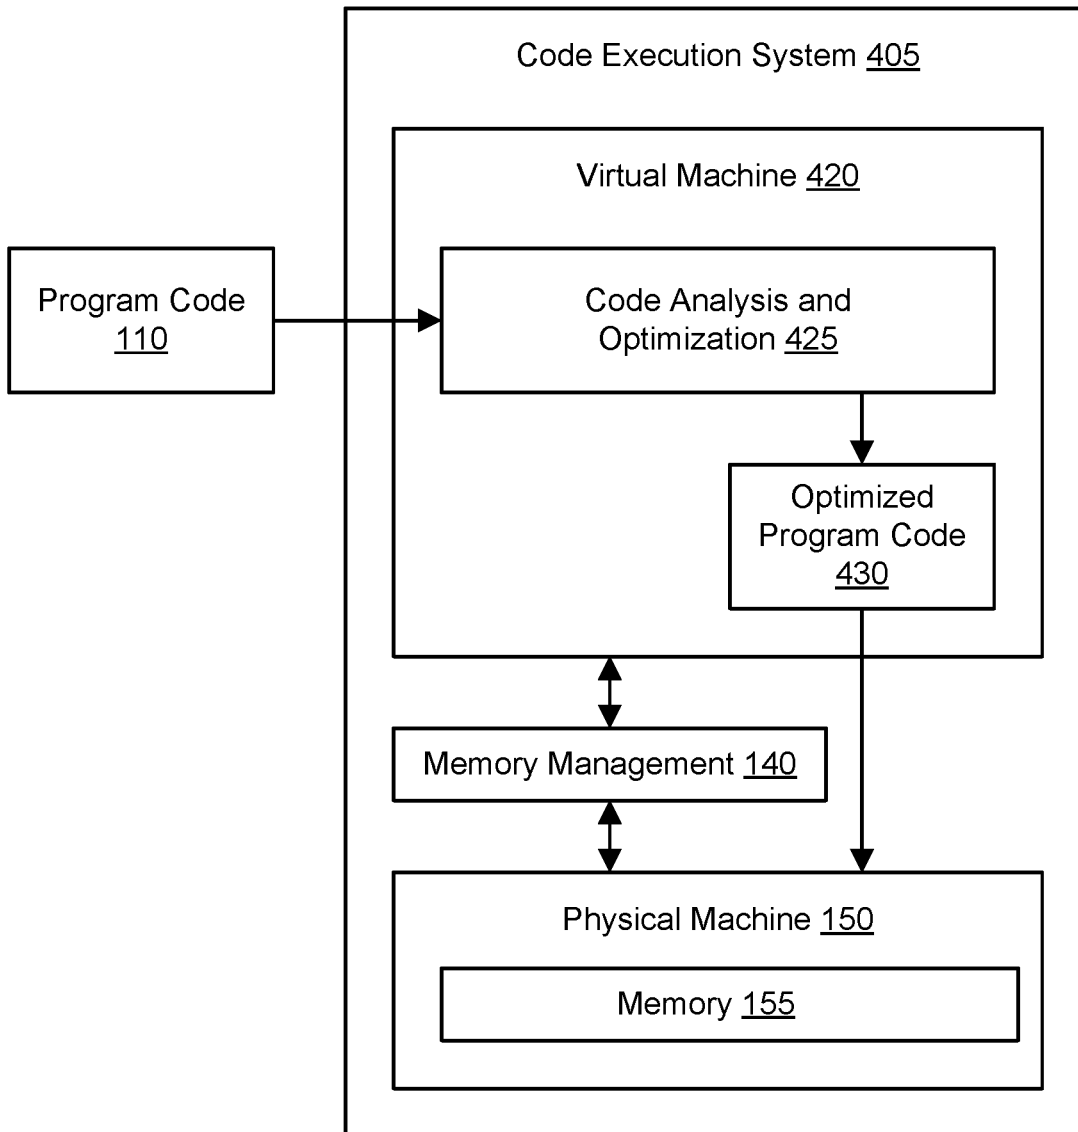 Code Execution System 405
Virtual Machine 420
Program Code
110
Code Analysis and
Optimization 425
Optimized
Program Code
430
Memory Management 140
Physical Machine 150
Memory 155